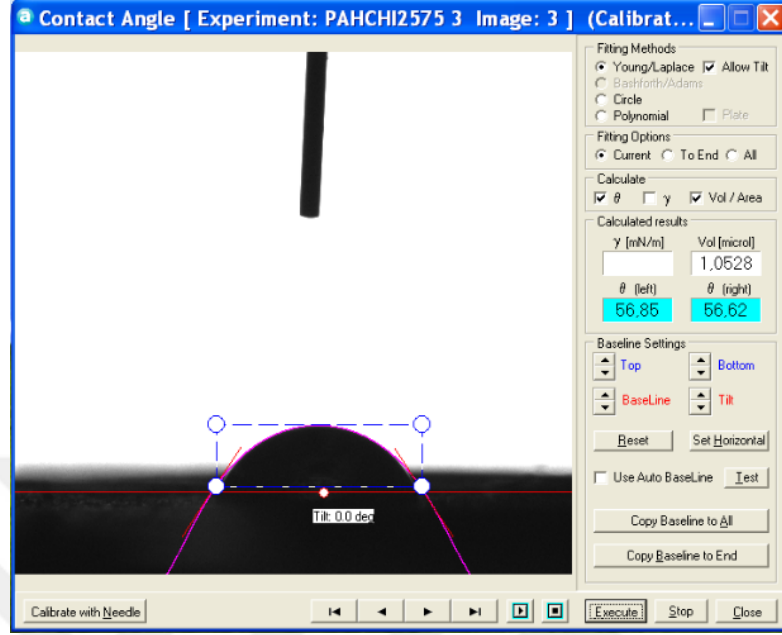 Contact Angle [ Experiment: PAHCHI2575 3 Image: 3 ] (Calibrat...
Fitting Methods
Young/Laplace Allow Tilt
Bashforth/Adams
Circle
Polynomial Plate
Fitting Options
Current To End All
Calculate
θ γ Vol / Area
Calculated results
γ [mN/m] Vol [microl]
1,0528
θ (left) θ (right)
56,85 56,62
Baseline Settings
Top Bottom
BaseLine Tilt
Reset Set Horizontal
Use Auto BaseLine Test
Copy Baseline to All
Copy Baseline to End
Tilt: 0.0 deg
Calibrate with Needle Execute Stop Close